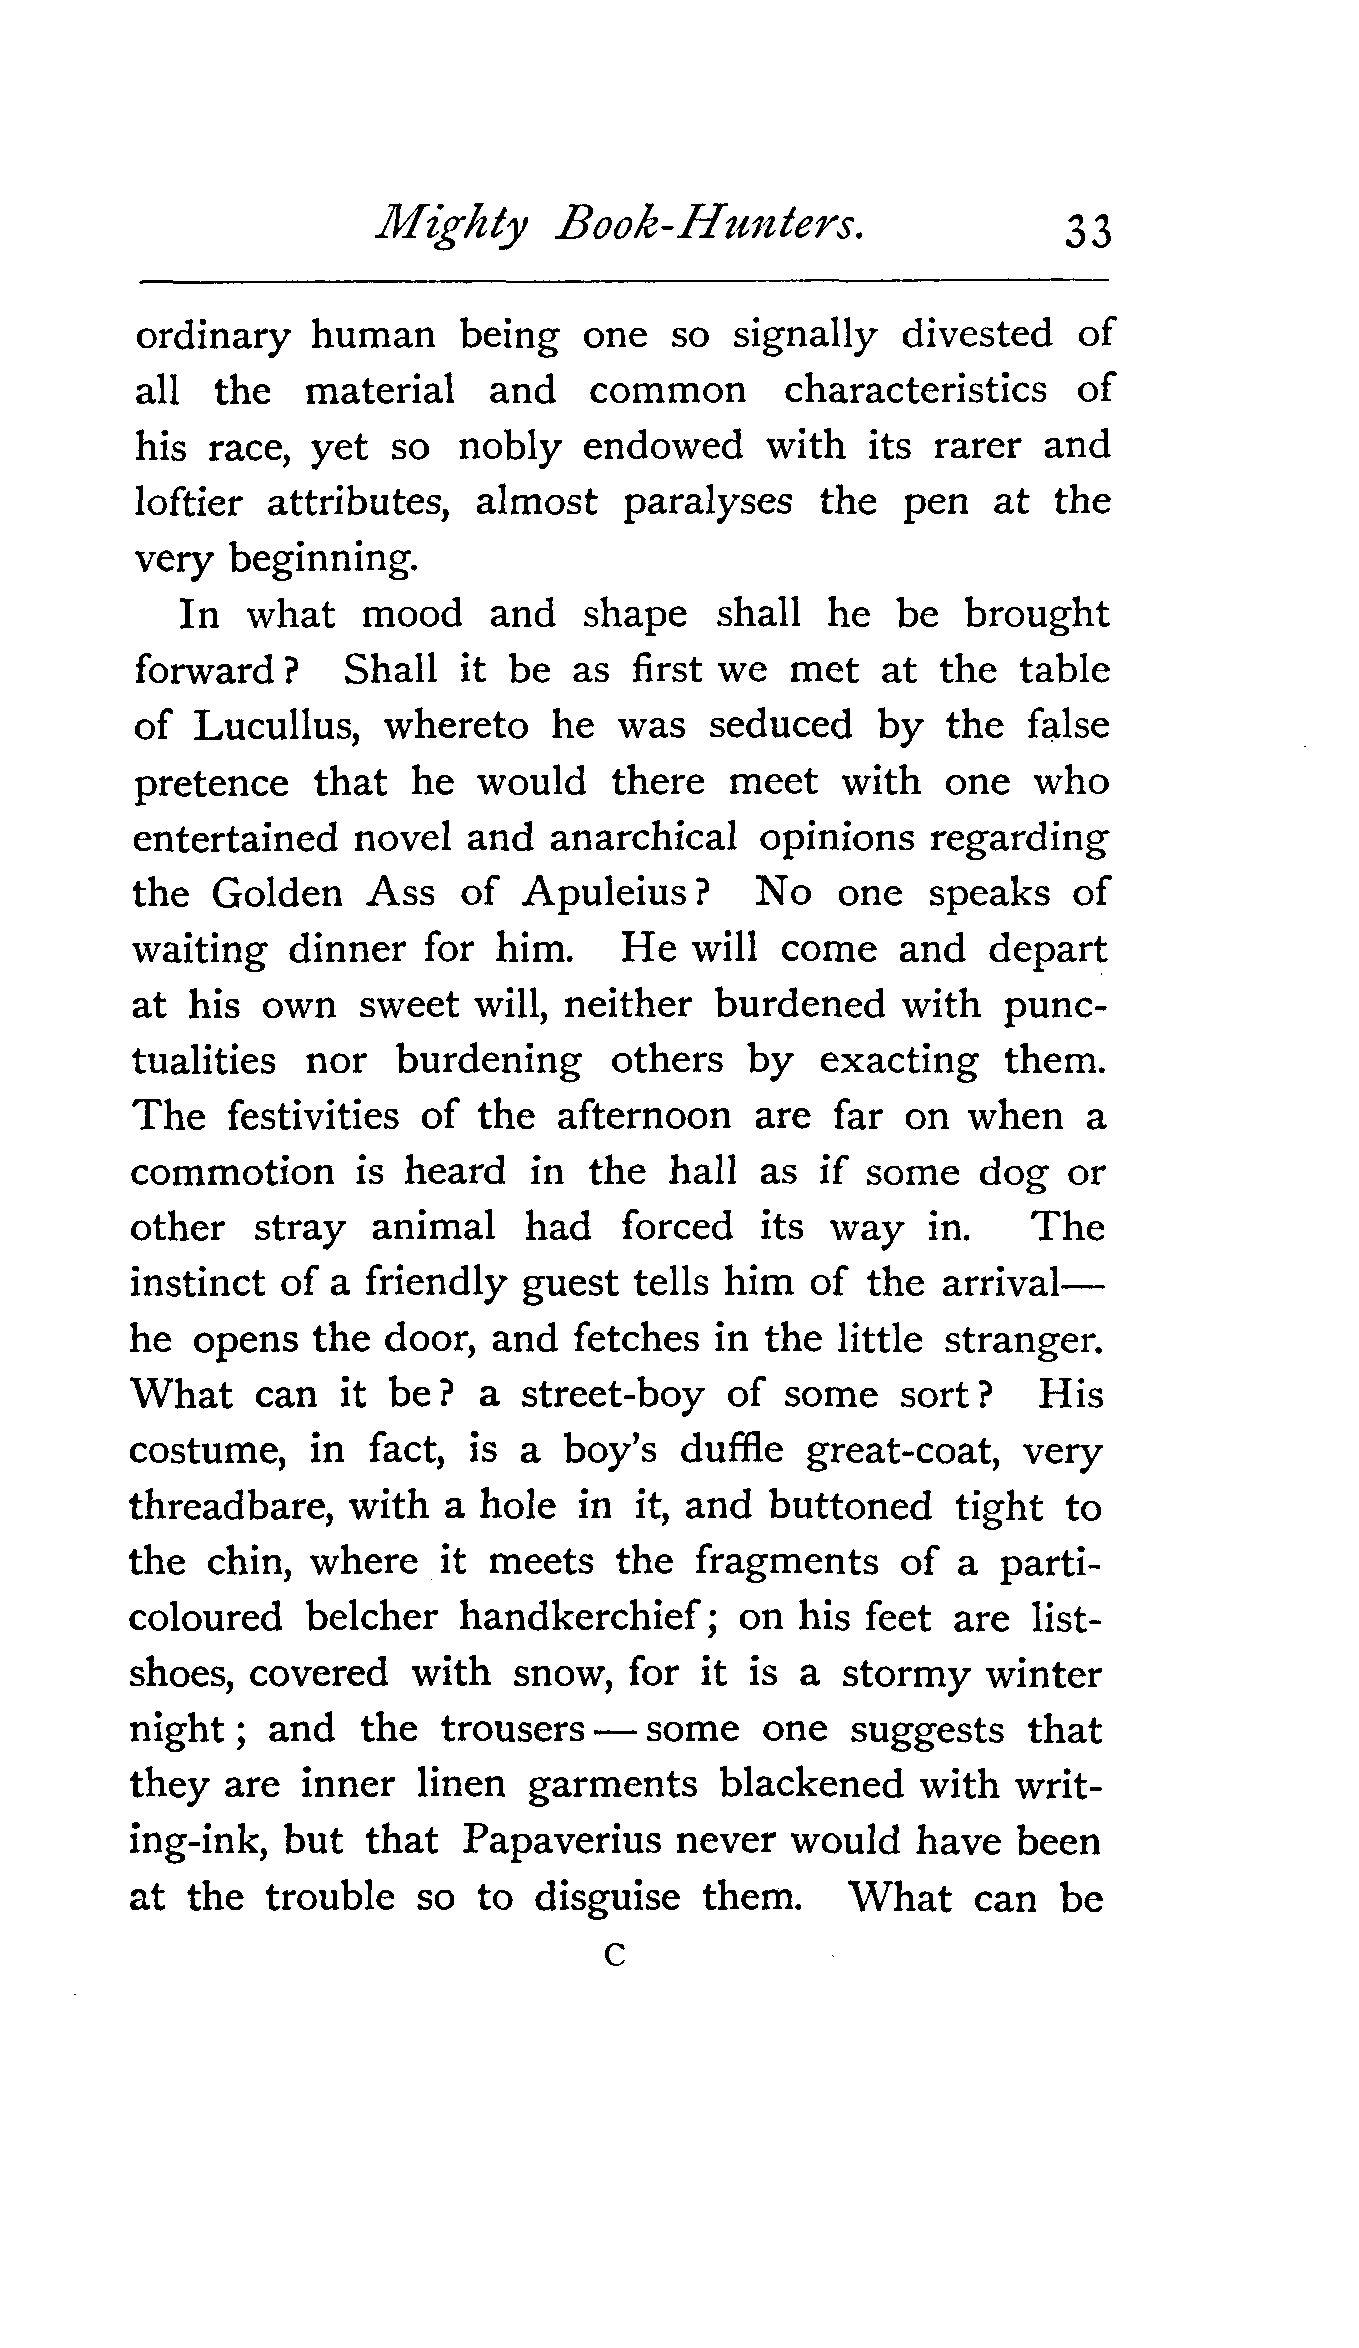 Mighty Book-Hunters. 33
ordinary human being one so signally divested of
all the material and common characteristics of
his race, yet so nobly endowed with its rarer and
loftier attributes, almost paralyses the pen at the
very beginning.
In what mood and shape shall he be brought
forward? Shall it be as first we met at the table
of Lucullus, whereto he was seduced by the false
pretence that he would there meet with one who
entertained novel and anarchical opinions regarding
the Golden Ass of Apuleius? No one speaks of
waiting dinner for him. He will come and depart
at his own sweet will, neither burdened with punc-
tualities nor burdening others by exacting them.
The festivities of the afternoon are far on when a
commotion is heard in the hall as if some dog or
other stray animal had forced its way in. The
instinct of a friendly guest tells him of the arrival—
he opens the door, and fetches in the little stranger.
What can it be? a street-boy of some sort? His
costume, in fact, is a boy's duffle great-coat, very
threadbare, with a hole in it, and buttoned tight to
the chin, where it meets the fragments of a parti-
coloured belcher handkerchief; on his feet are list-
shoes, covered with snow, for it is a stormy winter
night; and the trousers—some one suggests that
they are inner linen garments blackened with writ-
ing-ink, but that Papaverius never would have been
at the trouble so to disguise them. What can be
C